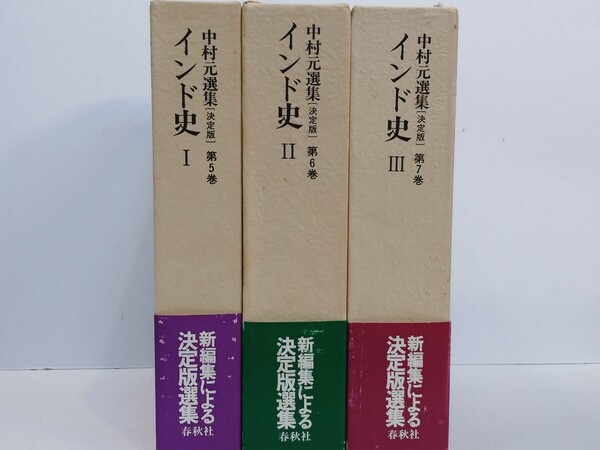 中村元選集[決定版] 第5巻
インド史 Ⅰ
新編集による
決定版選集
春秋社
中村元選集[決定版] 第6巻
インド史 Ⅱ
新編集による
決定版選集
春秋社
中村元選集[決定版] 第7巻
インド史 Ⅲ
新編集による
決定版選集
春秋社